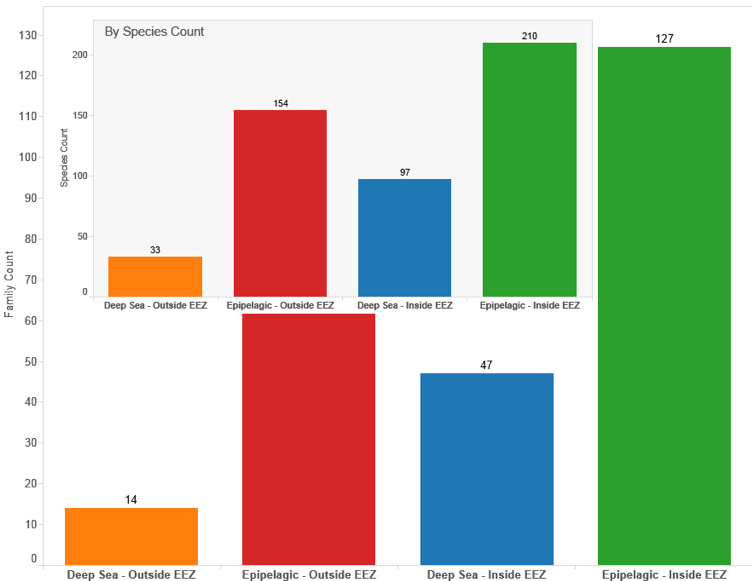 By Species Count
Species Count
200
150
100
50
0
33
154
97
210
Deep Sea - Outside EEZ
Epipelagic - Outside EEZ
Deep Sea - Inside EEZ
Epipelagic - Inside EEZ
Family Count
130
120
110
100
90
80
70
60
50
40
30
20
10
0
14
47
127
Deep Sea - Outside EEZ
Epipelagic - Outside EEZ
Deep Sea - Inside EEZ
Epipelagic - Inside EEZ